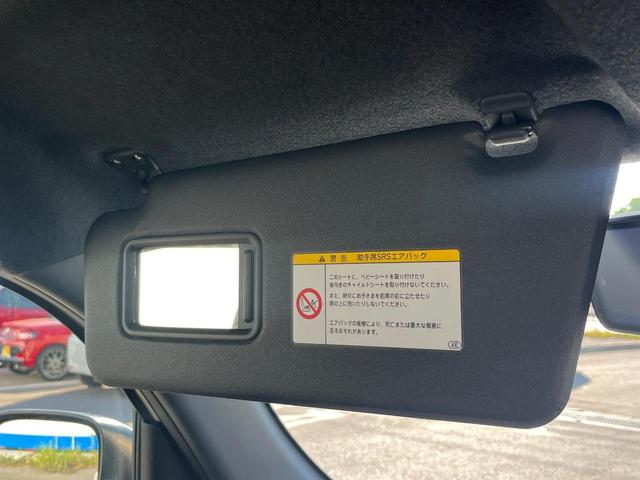 警告 助手席SRSエアバッグ
このシートに、ベビーシートを取り付けたり
後向きのチャイルドシートを取り付けないでください。
また、絶対にお子さまを助席の前に立たせたり
膝の上に抱いたりしないでください。
エアバッグの衝撃により、死亡または重大な傷害に
至るおそれがあります。
4E